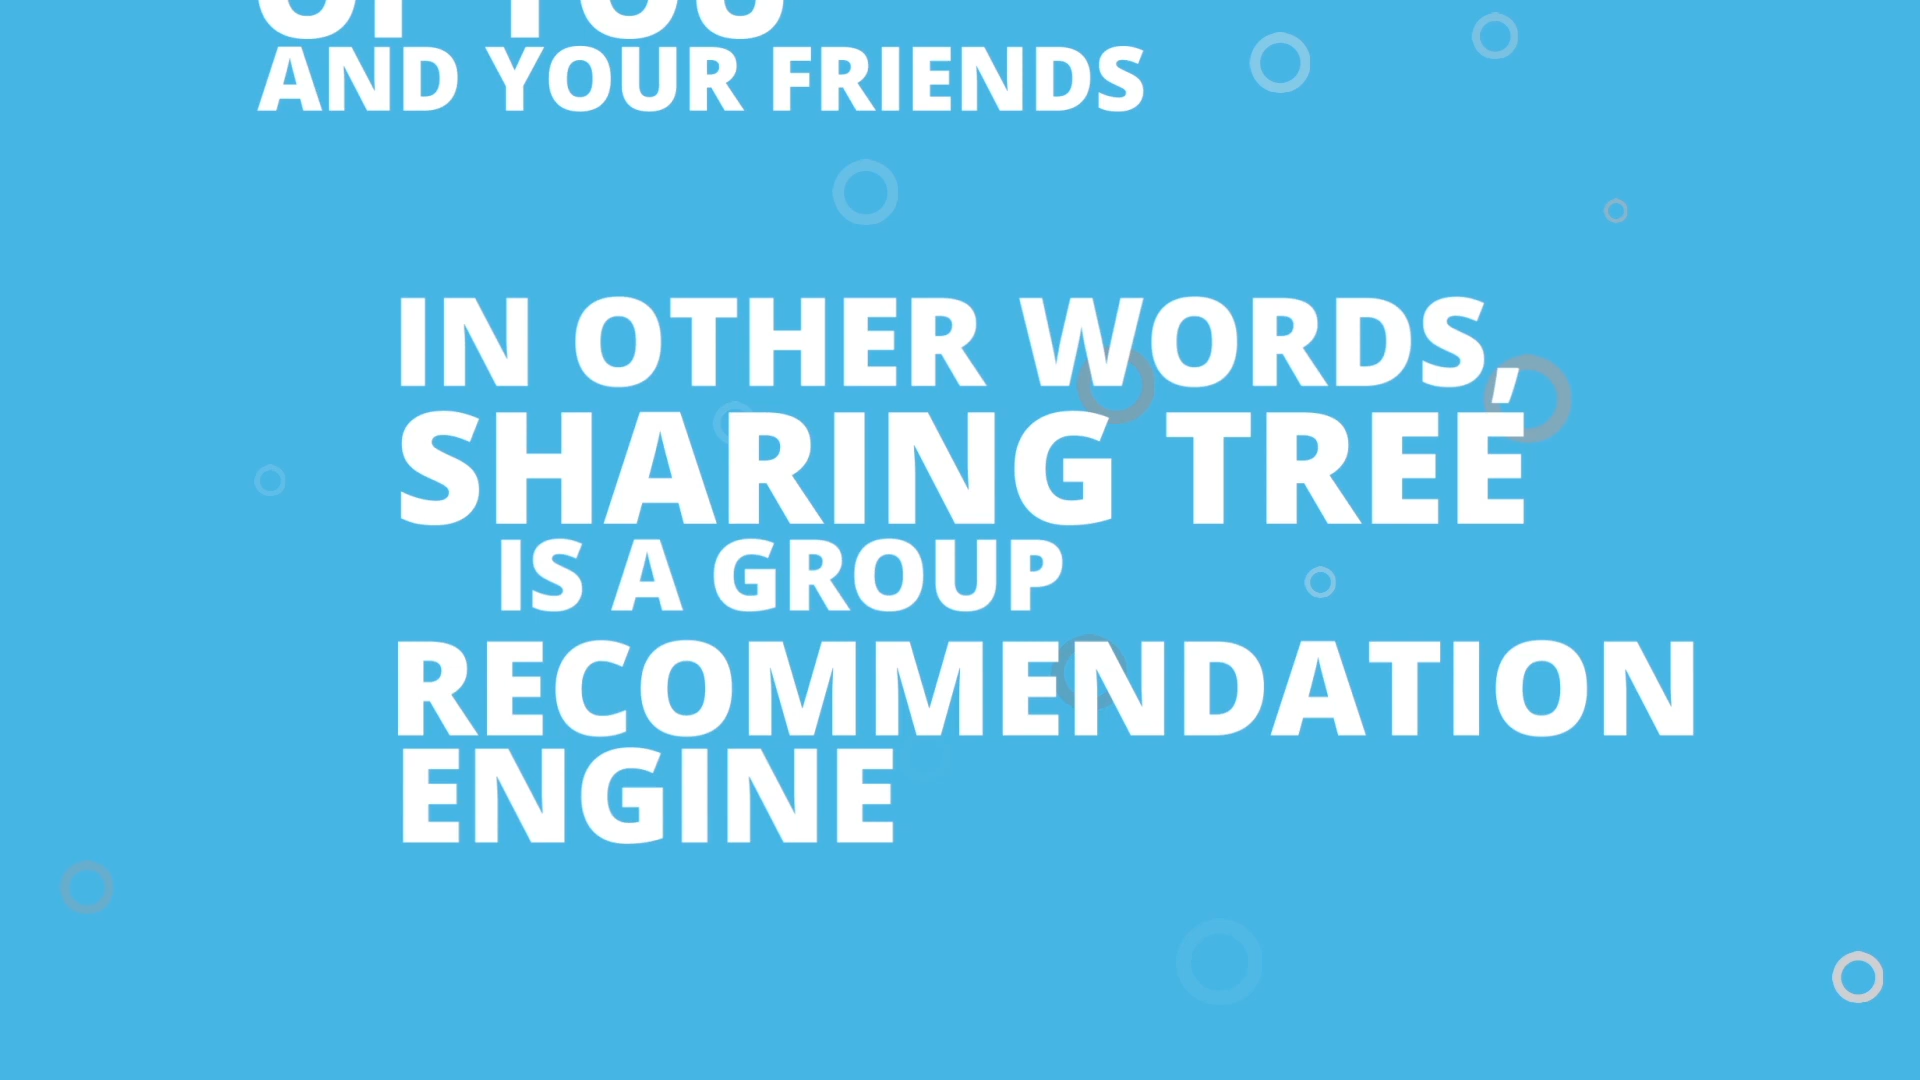 OF YOU
AND YOUR FRIENDS
IN OTHER WORDS,
SHARING TREE
IS A GROUP
RECOMMENDATION
ENGINE